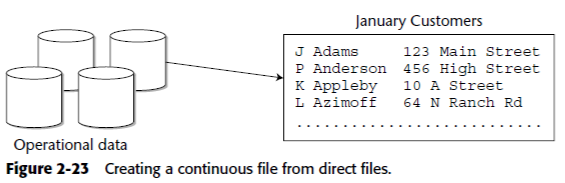 January Customers
J Adams 123 Main Street
P Anderson 456 High Street
K Appleby 10 A Street
L Azimoff 64 N Ranch Rd
..........................
Operational data
Figure 2-23 Creating a continuous file from direct files.